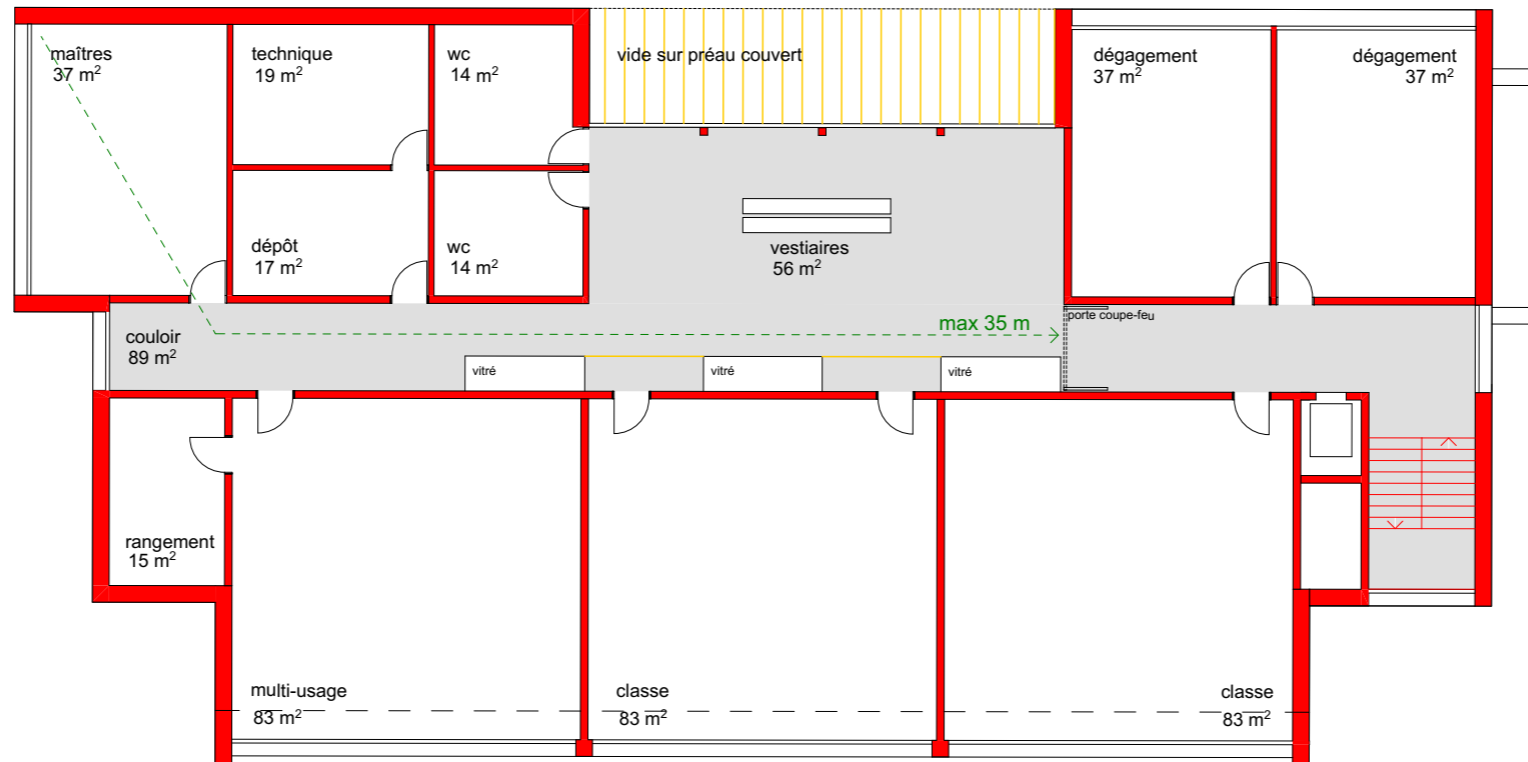 maîtres
37 m²
technique
19 m²
wc
14 m²
vide sur préau couvert
dégagement
37 m²
dégagement
37 m²
dépôt
17 m²
wc
14 m²
vestiaires
56 m²
couloir
89 m²
max 35 m
porte coupe-feu
vitré
vitré
vitré
rangement
15 m²
multi-usage
83 m²
classe
83 m²
classe
83 m²